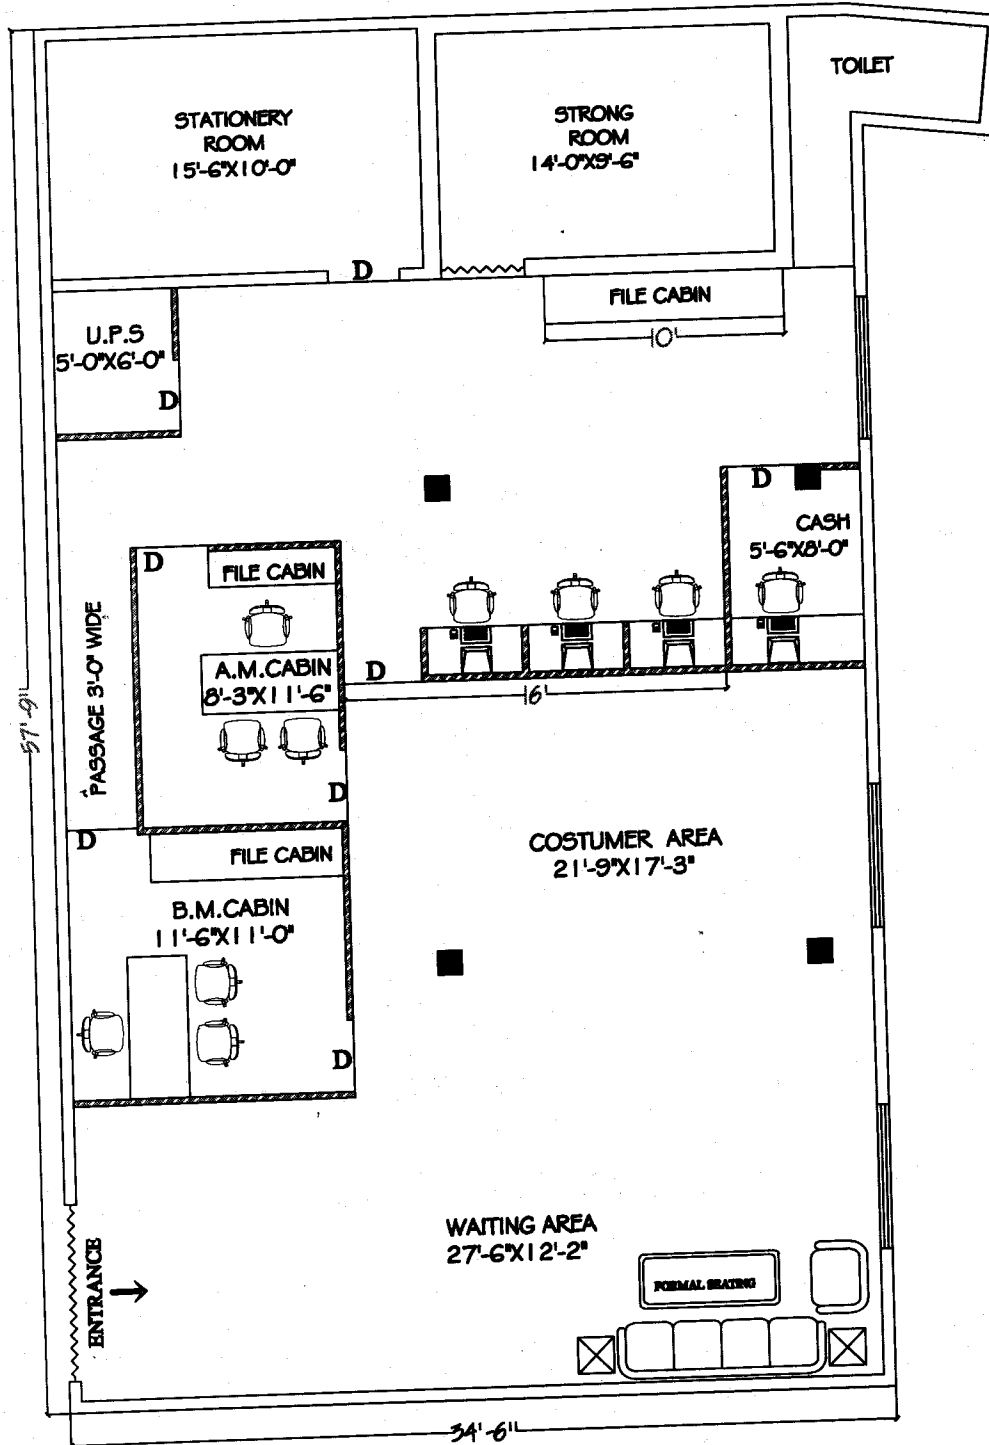 TOILET
STATIONERY
ROOM
15'-6"X10'-0"
STRONG
ROOM
14'-0X9'-6"
D
FILE CABIN
10'
U.P.S
5'-0"X6'-0"
D
D
CASH
5'-6"X8'-0"
D
FILE CABIN
PASSAGE 3'-0" WIDE
A.M.CABIN
8'-3"X11'-6"
D
16'
57'-9"
D
D
FILE CABIN
COSTUMER AREA
21'-9"X17'-3"
B.M.CABIN
11'-6"X11'-0"
D
WAITING AREA
27'-6"X12'-2"
ENTRANCE
FORMAL SEATING
34'-6"